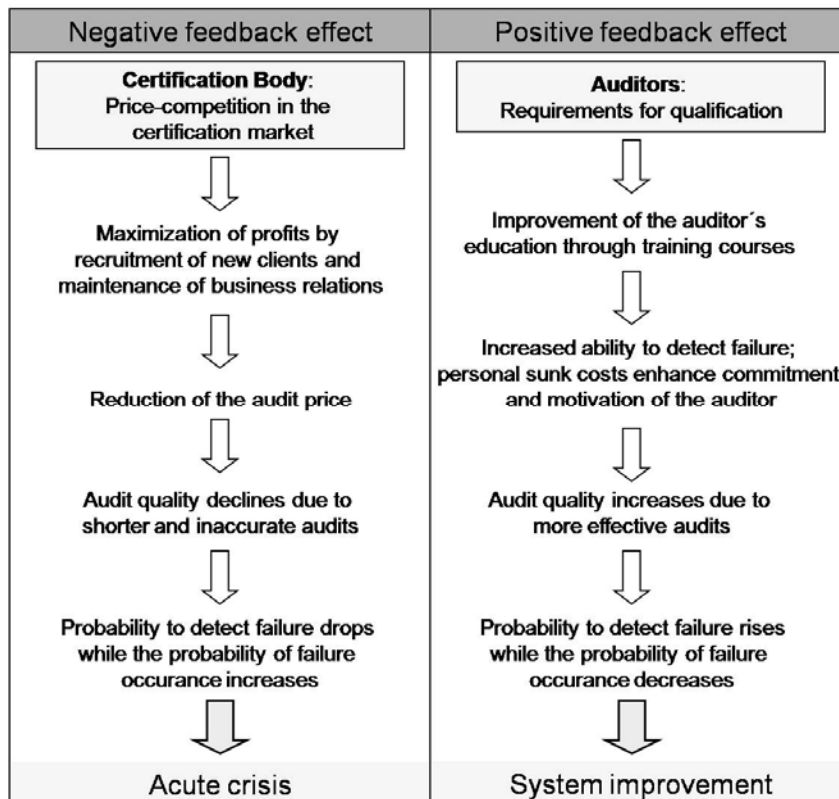 Negative feedback effect
Certification Body:
Price-competition in the
certification market
Maximization of profits by
recruitment of new clients and
maintenance of business relations
Reduction of the audit price
Audit quality declines due to
shorter and inaccurate audits
Probability to detect failure drops
while the probability of failure
occurance increases
Acute crisis
Positive feedback effect
Auditors:
Requirements for qualification
Improvement of the auditor´s
education through training courses
Increased ability to detect failure;
personal sunk costs enhance commitment
and motivation of the auditor
Audit quality increases due to
more effective audits
Probability to detect failure rises
while the probability of failure
occurance decreases
System improvement